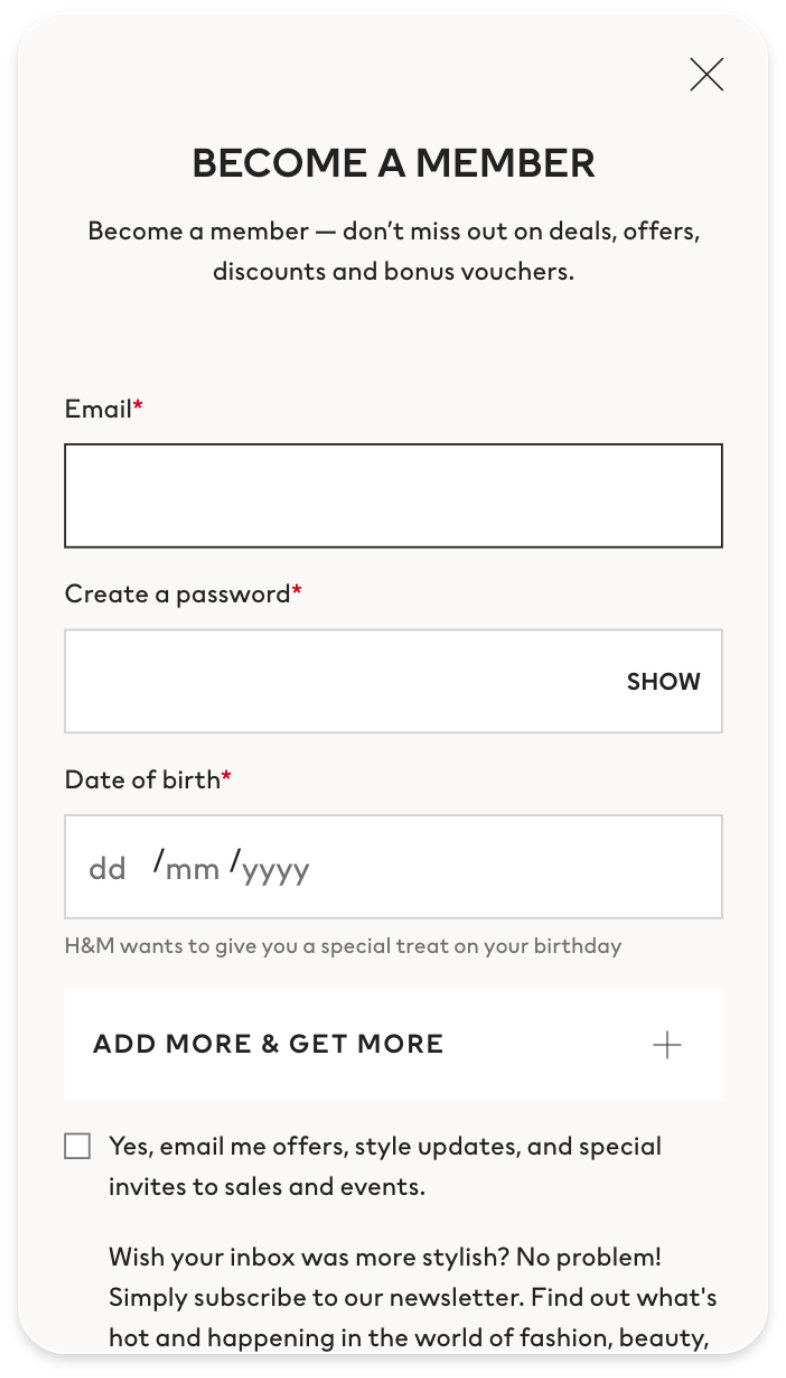 BECOME A MEMBER
Become a member — don’t miss out on deals, offers,
discounts and bonus vouchers.
Email*
Create a password*
SHOW
Date of birth*
dd /mm /yyyy
H&M wants to give you a special treat on your birthday
ADD MORE & GET MORE
Yes, email me offers, style updates, and special
invites to sales and events.
Wish your inbox was more stylish? No problem!
Simply subscribe to our newsletter. Find out what's
hot and happening in the world of fashion, beauty,